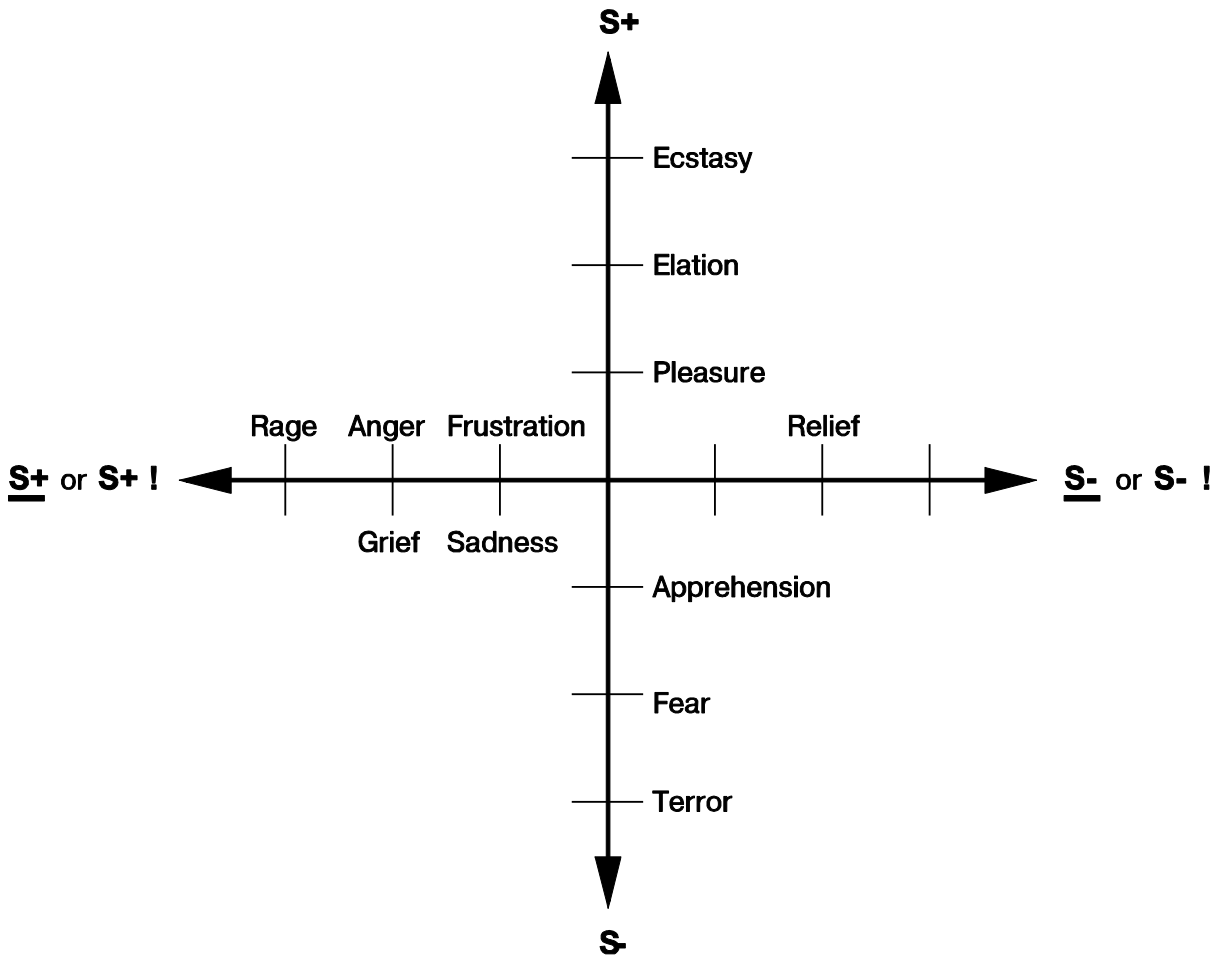 S+
Ecstasy
Elation
Pleasure
Rage Anger Frustration Relief
S+ or S+ ! S- or S- !
Grief Sadness
Apprehension
Fear
Terror
S-